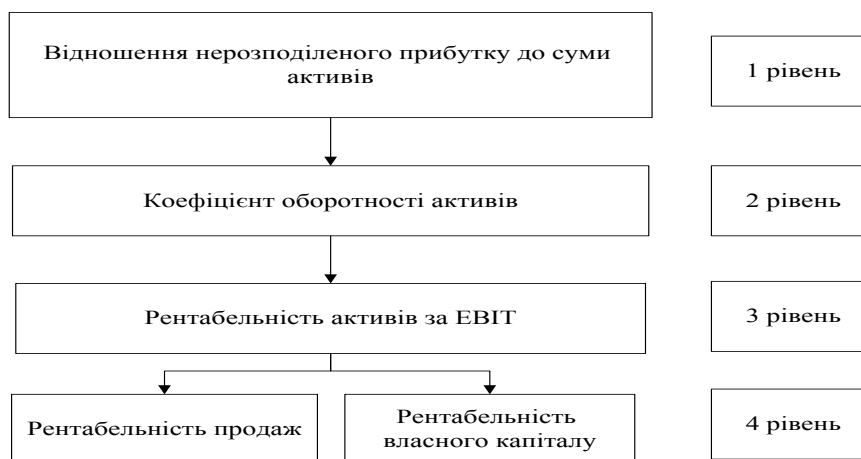 Відношення нерозподіленого прибутку до суми
активів
1 рівень
Коефіцієнт оборотності активів
2 рівень
Рентабельність активів за ЕВІТ
3 рівень
Рентабельність продаж
Рентабельність
власного капіталу
4 рівень